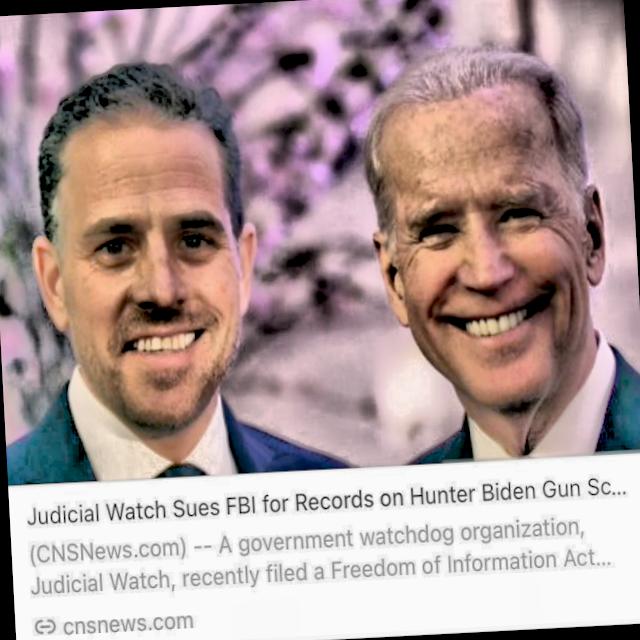 Judicial Watch Sues FBI for Records on Hunter Biden Gun Sc...
(CNSNews.com) -- A government watchdog organization,
Judicial Watch, recently filed a Freedom of Information Act...
cnsnews.com